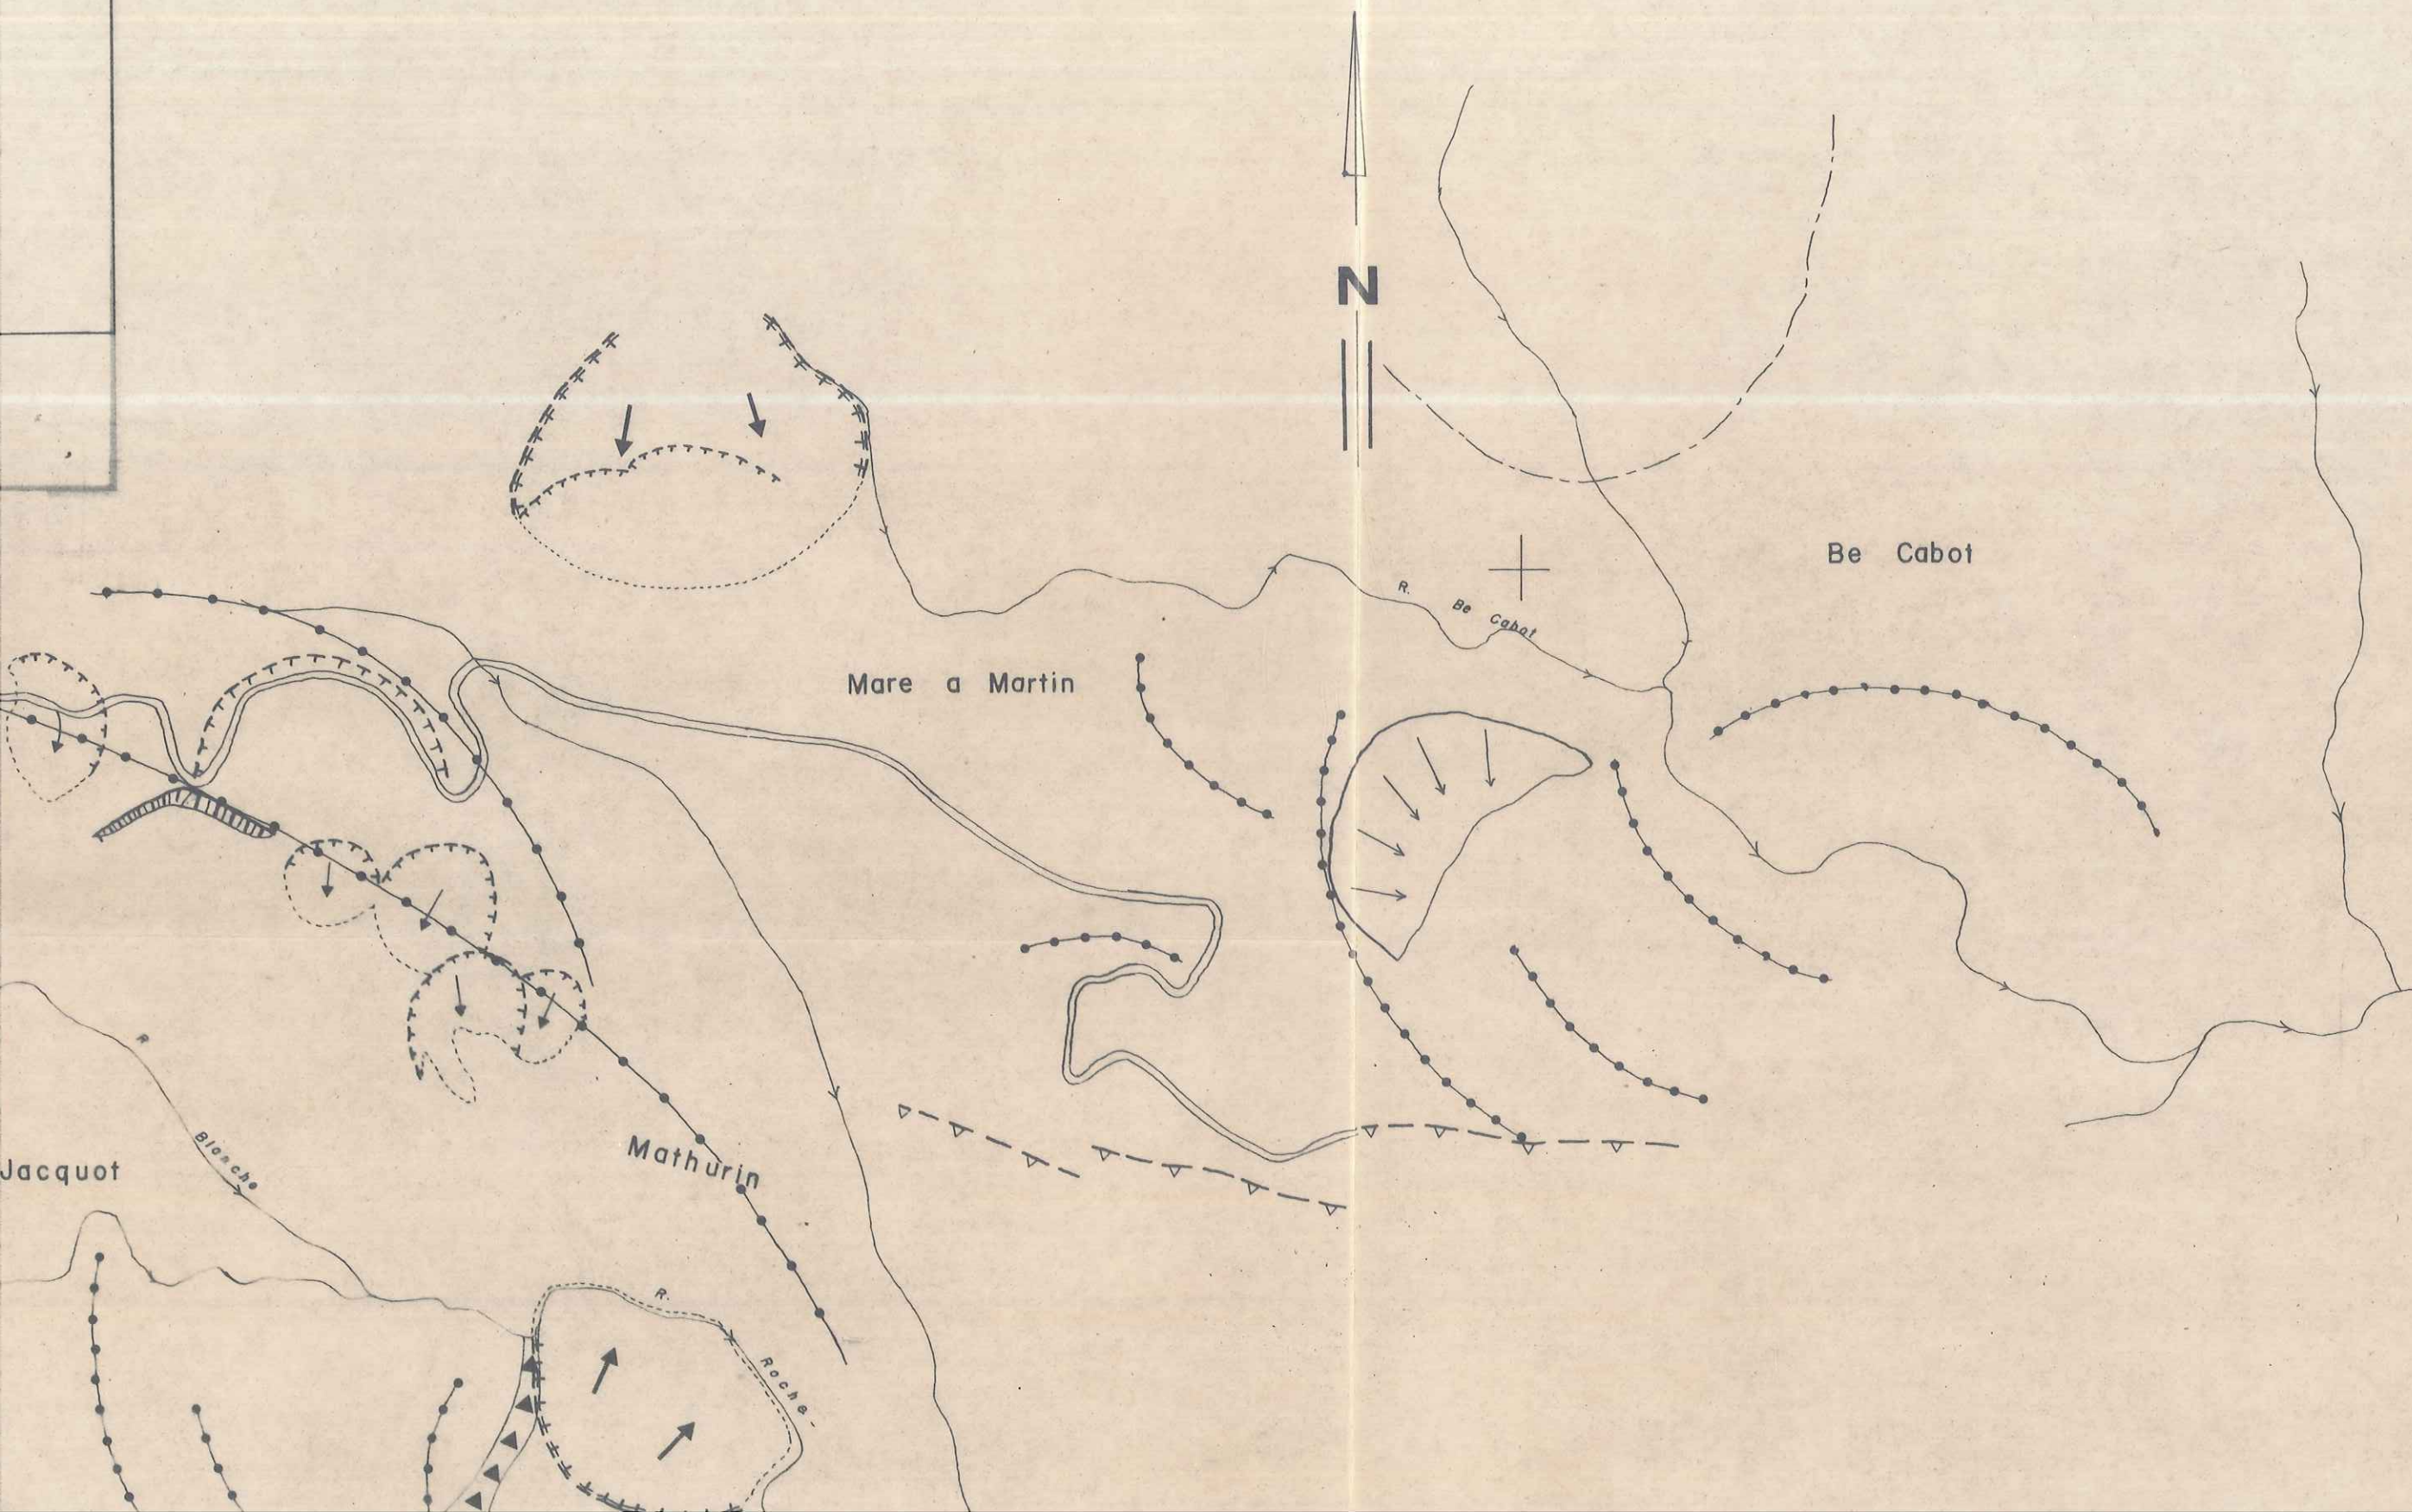 N
Be Cabot
R. Be Cabot
Mare a Martin
R Blanche
Mathurin
Jacquot
R. Roche -